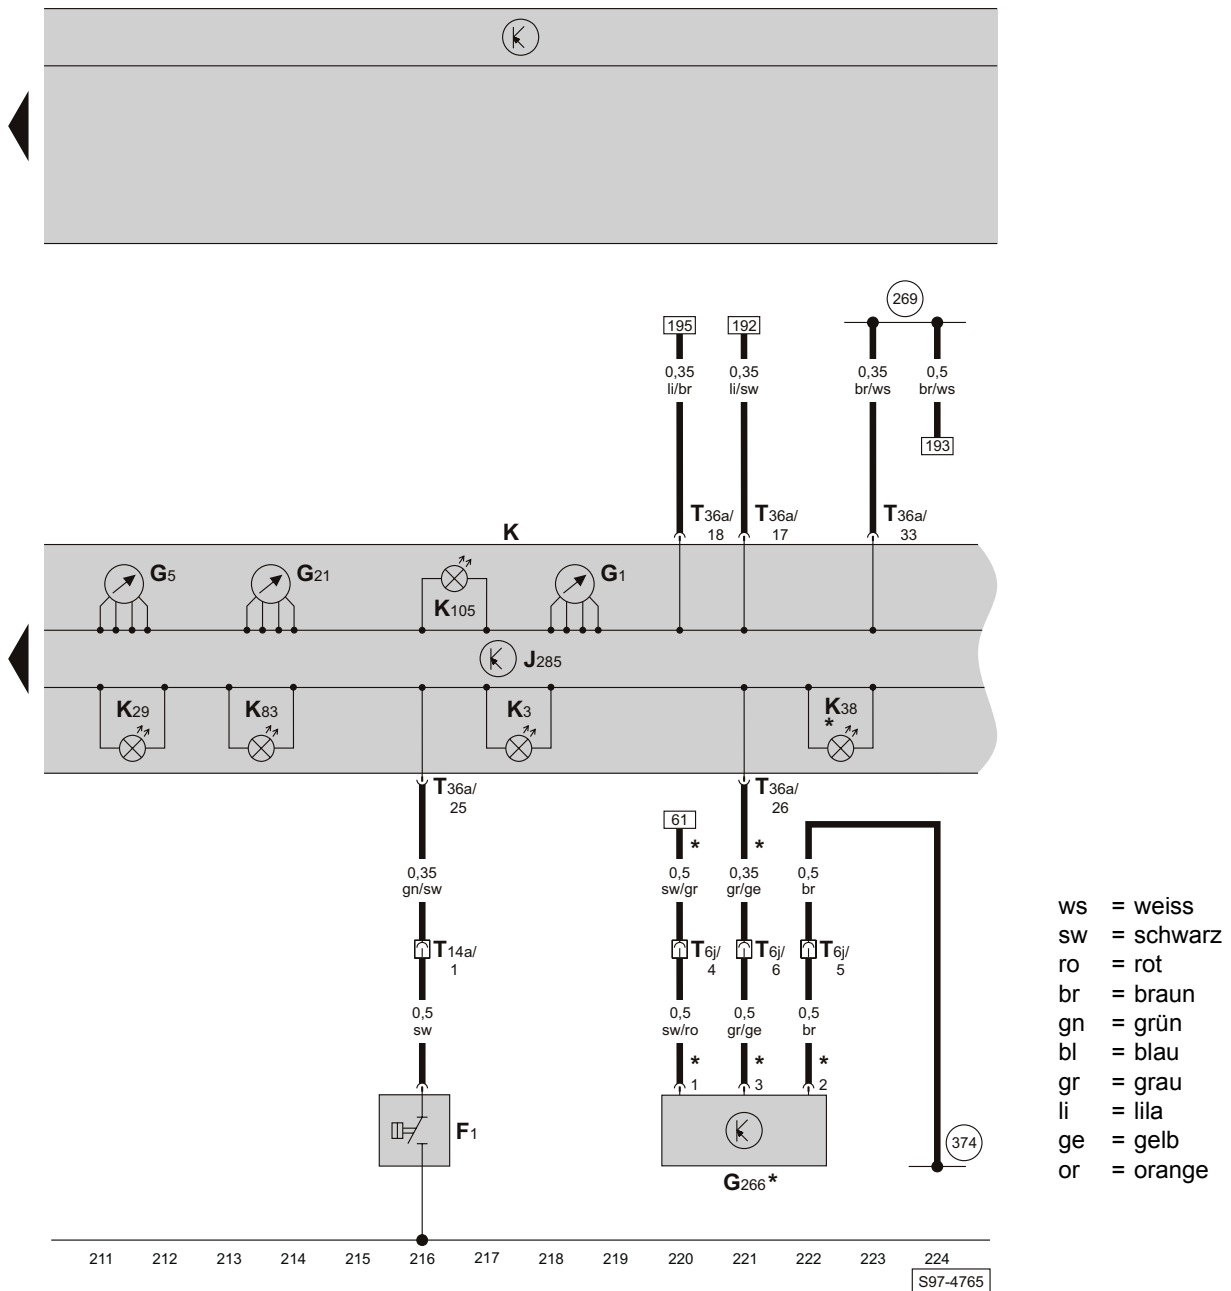 269
195 192
0,35 0,35 0,35 0,5
li/br li/sw br/ws br/ws
193
T36a/ T36a/ T36a/
18 17 33
K
G5 G21 G1
K105
J285
K29 K83 K3 K38
*
T36a/ T36a/
25 26
61
* *
0,35 0,5 0,35 0,5
gn/sw sw/gr gr/ge br
T14a/ T6j/ T6j/ T6j/
1 4 6 5
0,5 0,5 0,5 0,5
sw sw/ro gr/ge br
* * *
1 3 2
F1
374
G266*
211 212 213 214 215 216 217 218 219 220 221 222 223 224
S97-4765
ws = weiss
sw = schwarz
ro = rot
br = braun
gn = grün
bl = blau
gr = grau
li = lila
ge = gelb
or = orange